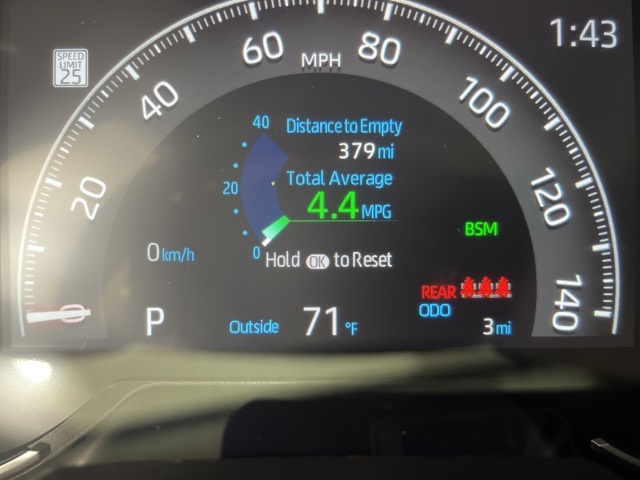 1:43
SPEED
LIMIT
25
0 20 40 60 MPH 80 100 120 140
40
Distance to Empty
379 mi
20
Total Average
4.4 MPG
0
BSM
0 km/h
Hold OK to Reset
REAR
ODO
P
Outside 71 °F
3 mi